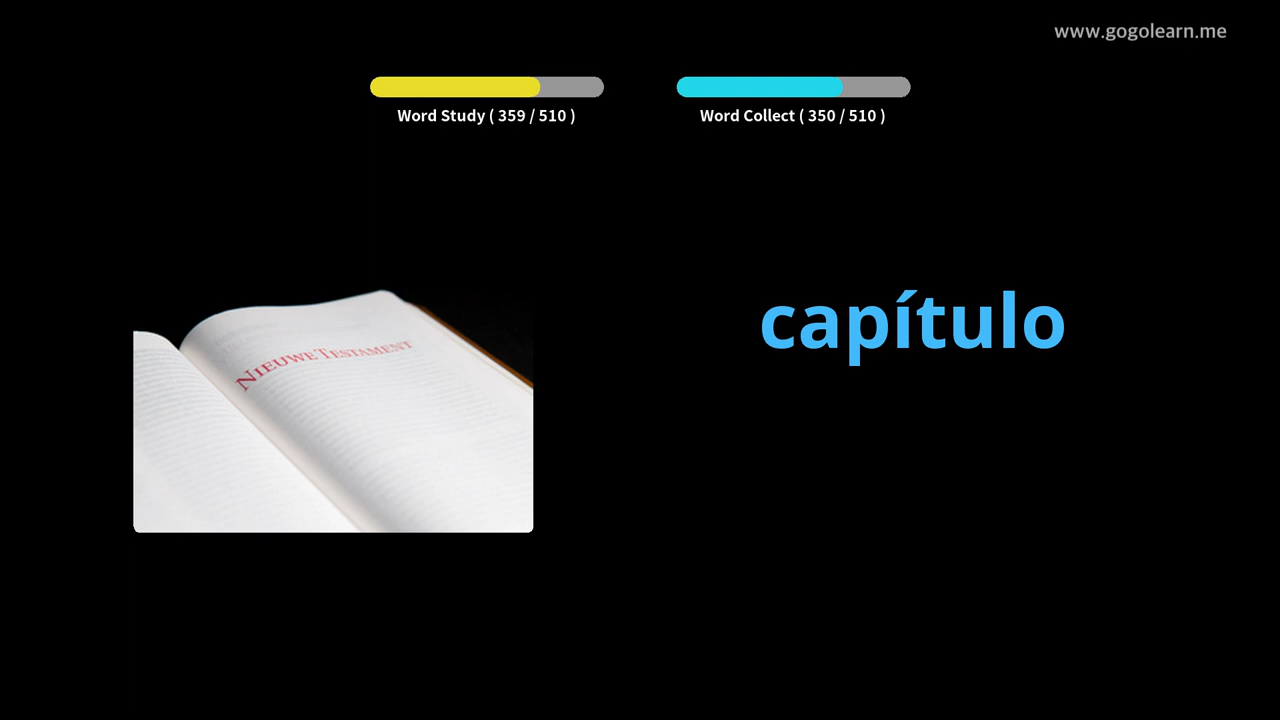 www.gogolearn.me
Word Study ( 359 / 510 )
Word Collect ( 350 / 510 )
NIEUWE TESTAMENT
capítulo